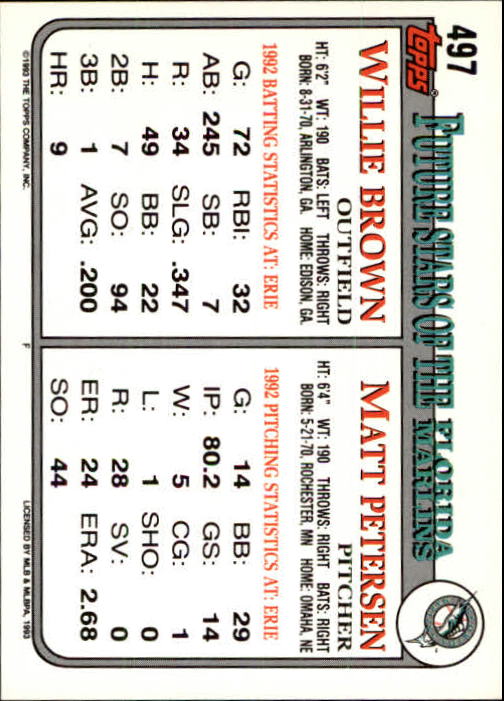 497
TOPPS®
FUTURE STARS OF THE FLORIDA MARLINS
WILLIE BROWN
OUTFIELD
HT: 6'2" WT: 190 BATS: LEFT THROWS: RIGHT
BORN: 8-31-70, ARLINGTON, GA. HOME: EDISON, GA.
1992 BATTING STATISTICS AT: ERIE
G: 72 RBI: 32
AB: 245 SB: 7
R: 34 SLG: .347
H: 49 BB: 22
2B: 7 SO: 94
3B: 1 AVG: .200
HR: 9
MATT PETERSEN
PITCHER
HT: 6'4" WT: 190 THROWS: RIGHT BATS: RIGHT
BORN: 5-21-70, ROCHESTER, MN HOME: OMAHA, NE
1992 PITCHING STATISTICS AT: ERIE
G: 14 BB: 29
IP: 80.2 GS: 14
W: 5 CG: 1
L: 1 SHO: 0
R: 28 SV: 0
ER: 24 ERA: 2.68
SO: 44
©1993 THE TOPPS COMPANY, INC.
F
LICENSED BY MLB & MLBPA, 1993